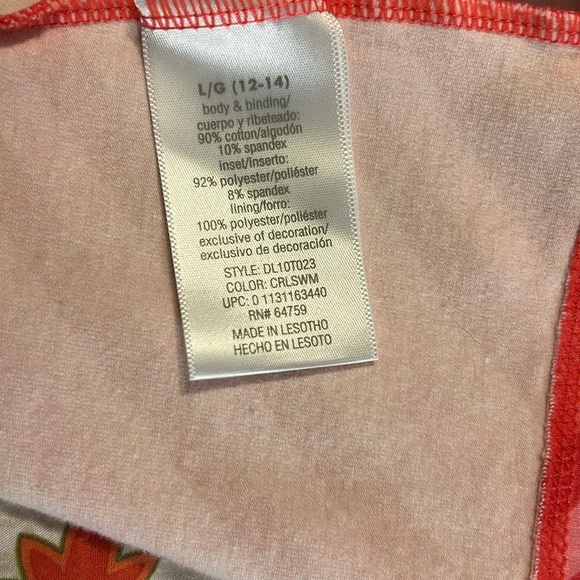 L/G (12-14)
body & binding/
cuerpo y ribeteado:
90% cotton/algodón
10% spandex
inset/inserto:
92% polyester/poliéster
8% spandex
lining/forro:
100% polyester/poliéster
exclusive of decoration/
exclusivo de decoración
STYLE: DL10T023
COLOR: CRLSWM
UPC: 0 1131163440
RN# 64759
MADE IN LESOTHO
HECHO EN LESOTO